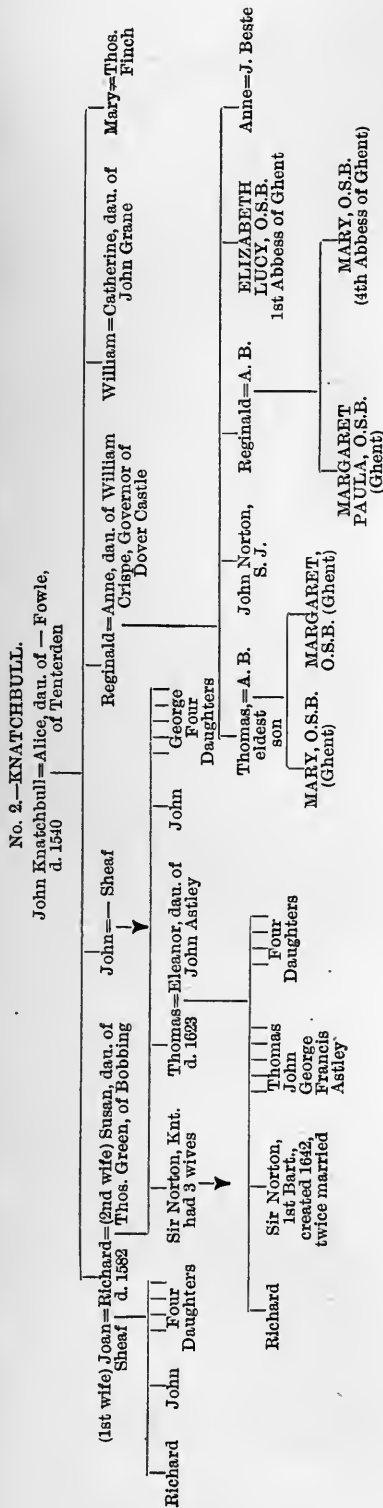 No. 2.—KNATCHBULL.
John Knatchbull=Alice, dau. of — Fowle,
d. 1540 of Tenterden
(1st wife) Joan=Richard=(2nd wife) Susan, dau. of
Sheaf d. 1582 Thos. Green, of Bobbing
John=— Sheaf
Reginald=Anne, dau. of William
Crispe, Governor of
Dover Castle
William=Catherine, dau. of
John Grane
Mary=Thos.
Finch
Richard
John
Four
Daughters
Sir Norton, Knt.
had 3 wives
Thomas=Eleanor, dau. of
d. 1623 John Astley
John
George
Four
Daughters
Thomas,=A. B.
eldest
son
John Norton,
S. J.
Reginald=A. B.
ELIZABETH
LUCY, O.S.B.
1st Abbess of Ghent
Anne=J. Beste
Richard
Sir Norton,
1st Bart.,
created 1642,
twice married
Thomas
John
George
Francis
Astley
Four
Daughters
MARY, O.S.B.
(Ghent)
MARGARET,
O.S.B. (Ghent)
MARGARET
PAULA, O.S.B.
(Ghent)
MARY, O.S.B.
(4th Abbess of Ghent)